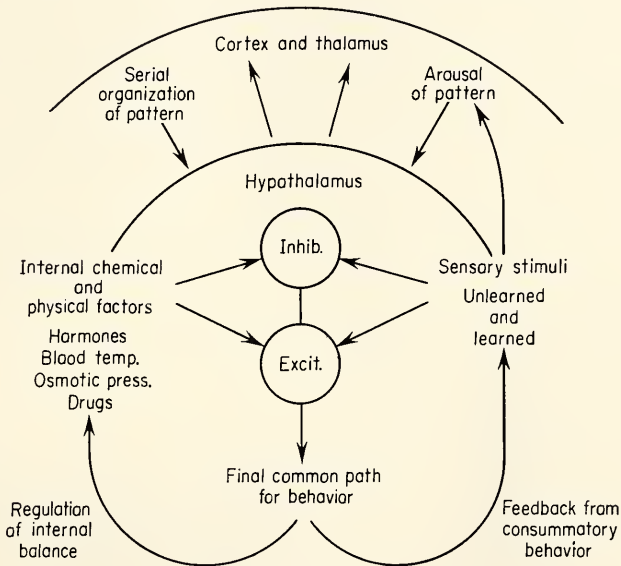 Cortex and thalamus
Serial
organization
of pattern
Arousal
of pattern
Hypothalamus
Inhib.
Internal chemical
and
physical factors
Hormones
Blood temp.
Osmotic press.
Drugs
Sensory stimuli
Unlearned
and
learned
Excit.
Final common path
for behavior
Regulation
of internal
balance
Feedback from
consummatory
behavior